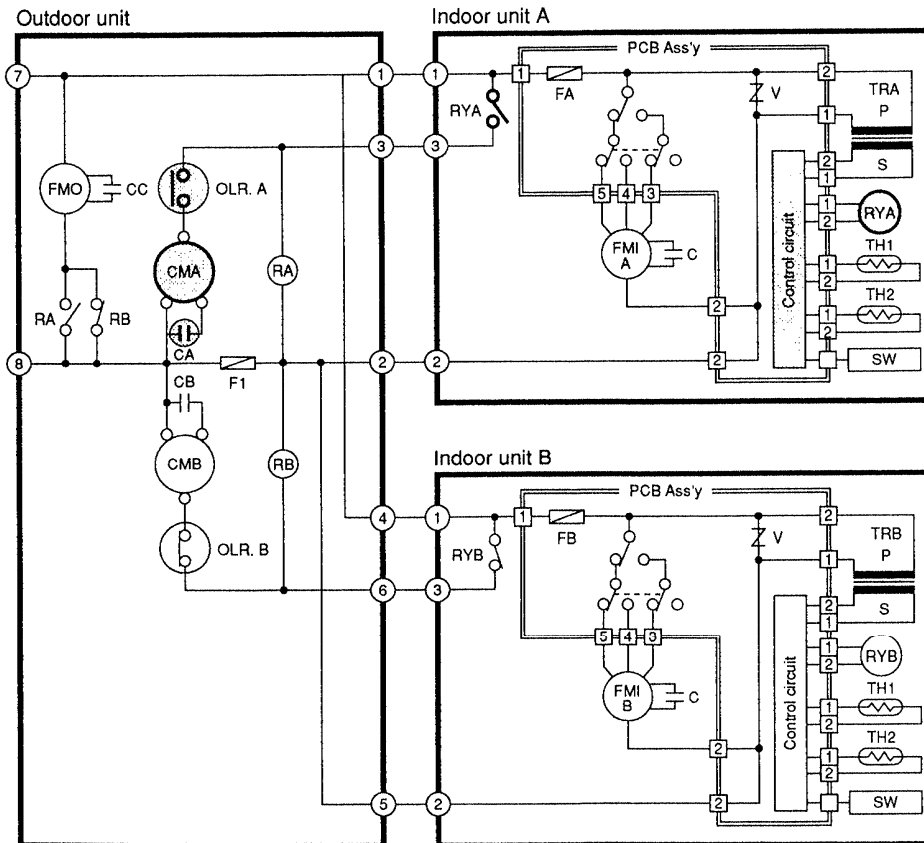 Outdoor unit
7
FMO
CC
OLR. A
CMA
RA
RA
RB
CA
8
F1
CB
CMB
RB
OLR. B
1
3
2
4
6
5
Indoor unit A
PCB Ass'y
1
3
2
RYA
1
FA
V
5
4
3
FMI
A
C
2
2
Control circuit
2
1
2
1
1
2
1
2
1
2
TRA
P
S
RYA
TH1
TH2
SW
Indoor unit B
PCB Ass'y
1
3
2
RYB
1
FB
V
5
4
3
FMI
B
C
2
2
Control circuit
2
1
2
1
1
2
1
2
1
2
TRB
P
S
RYB
TH1
TH2
SW